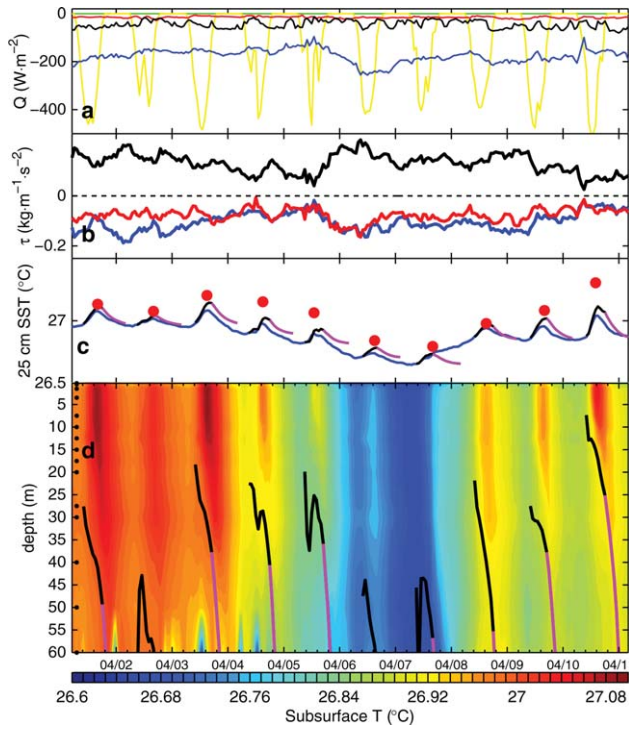 0
−200
−400
Q (W·m−2)
a
0
−0.2
τ (kg·m−1·s−2)
b
27
26.5
25 cm SST (°C)
c
5
10
15
20
25
30
35
40
45
50
55
60
depth (m)
d
04/02 04/03 04/04 04/05 04/06 04/07 04/08 04/09 04/10 04/1
26.6 26.68 26.76 26.84 26.92 27 27.08
Subsurface T (°C)